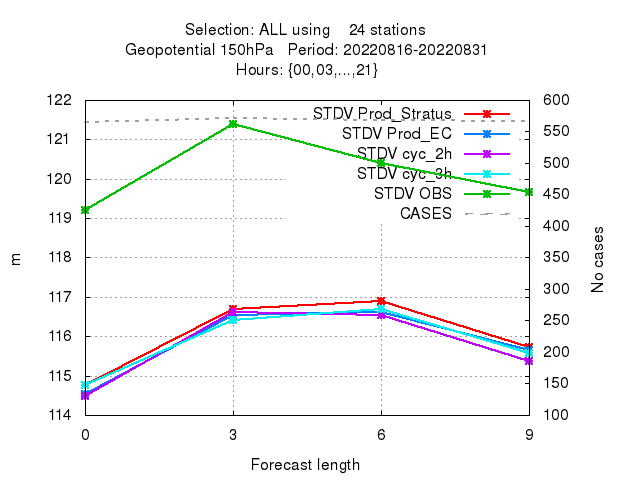 Selection: ALL using    24 stations
Geopotential 150hPa   Period: 20220816-20220831
Hours: {00,03,...,21}
122
121
120
119
118
117
116
115
114
m
STDV Prod_Stratus
STDV Prod_EC
STDV cyc_2h
STDV cyc_3h
STDV OBS
CASES
600
550
500
450
400
350
300
250
200
150
100
No cases
0 3 6 9
Forecast length